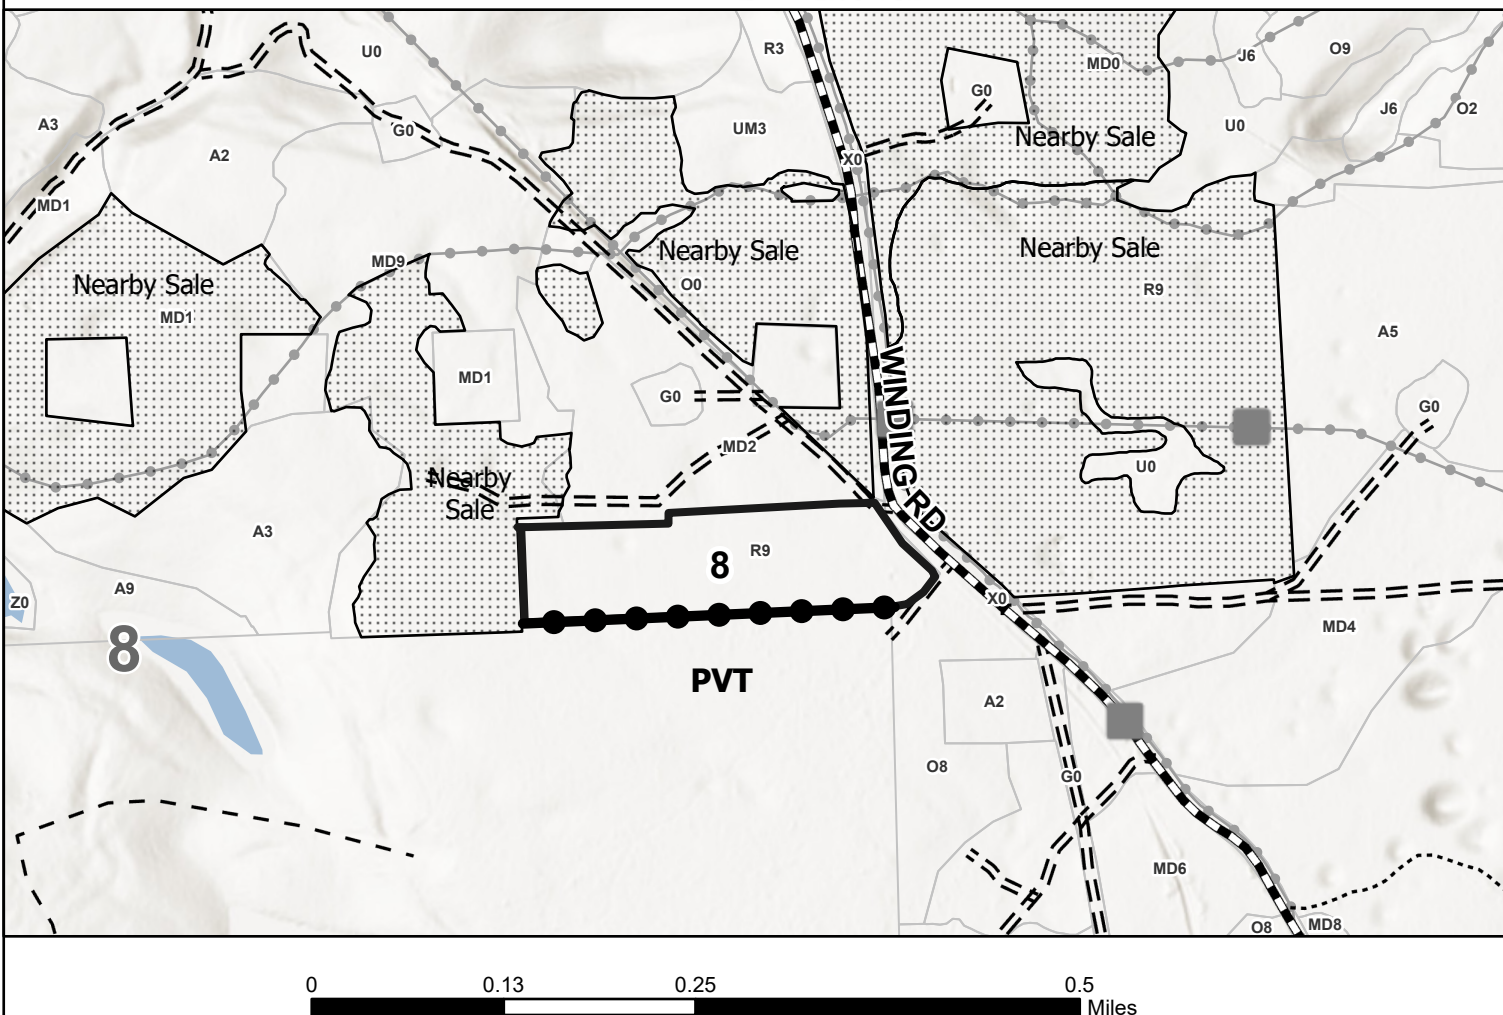 R3
U0
MD0
J6
O9
G0
A3
G0
UM3
Nearby Sale
U0
J6
O2
A2
X0
MD1
Nearby Sale
Nearby Sale
MD9
Nearby Sale
O0
R9
MD1
A5
MD1
G0
WINDING RD
G0
MD2
U0
Nearby
Sale
A3
R9
8
A9
Z0
X0
MD4
8
PVT
A2
O8
G0
MD6
O8
MD8
0
0.13
0.25
0.5
Miles